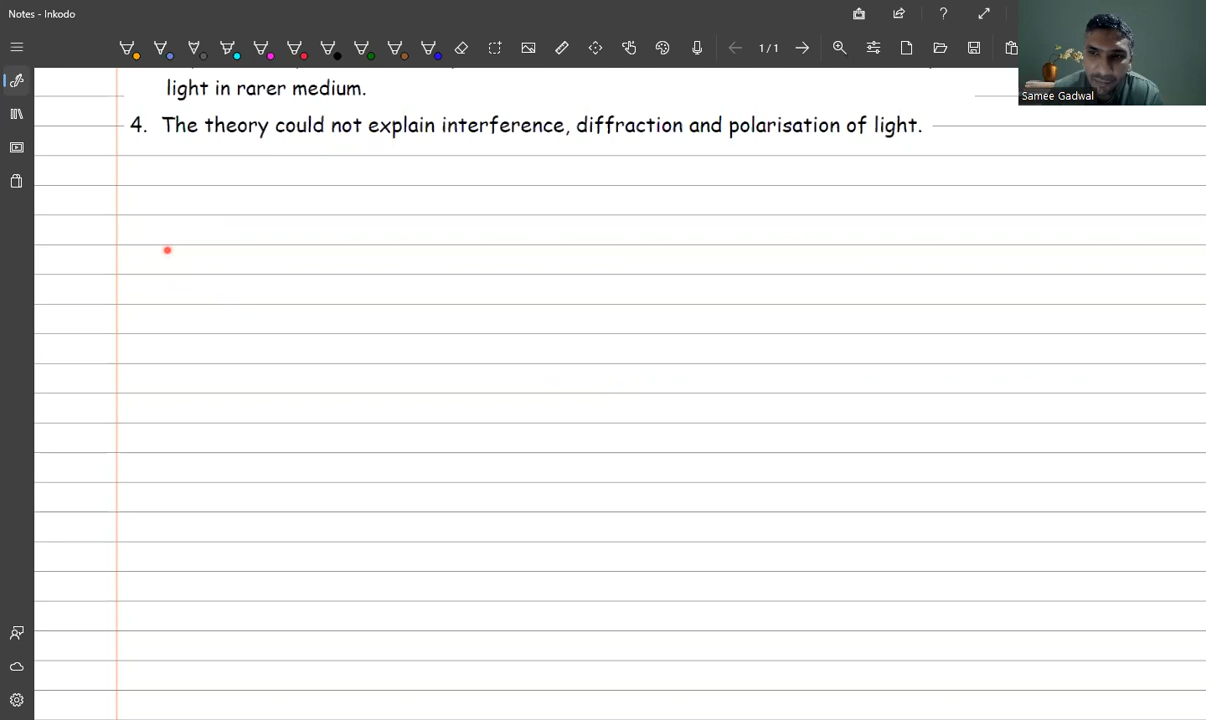 Notes - Inkodo
1/1
Samee Gadwal
light in rarer medium.
4. The theory could not explain interference, diffraction and polarisation of light.